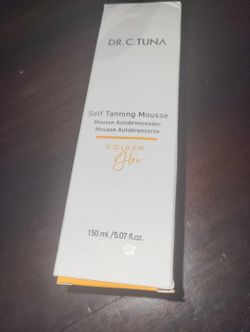 DR.C.TUNA
Self Tanning Mousse
Mousse Autobronceador
Mousse Autobronzante
GOLDEN
Glow
150 ml /5.07 fl.oz.